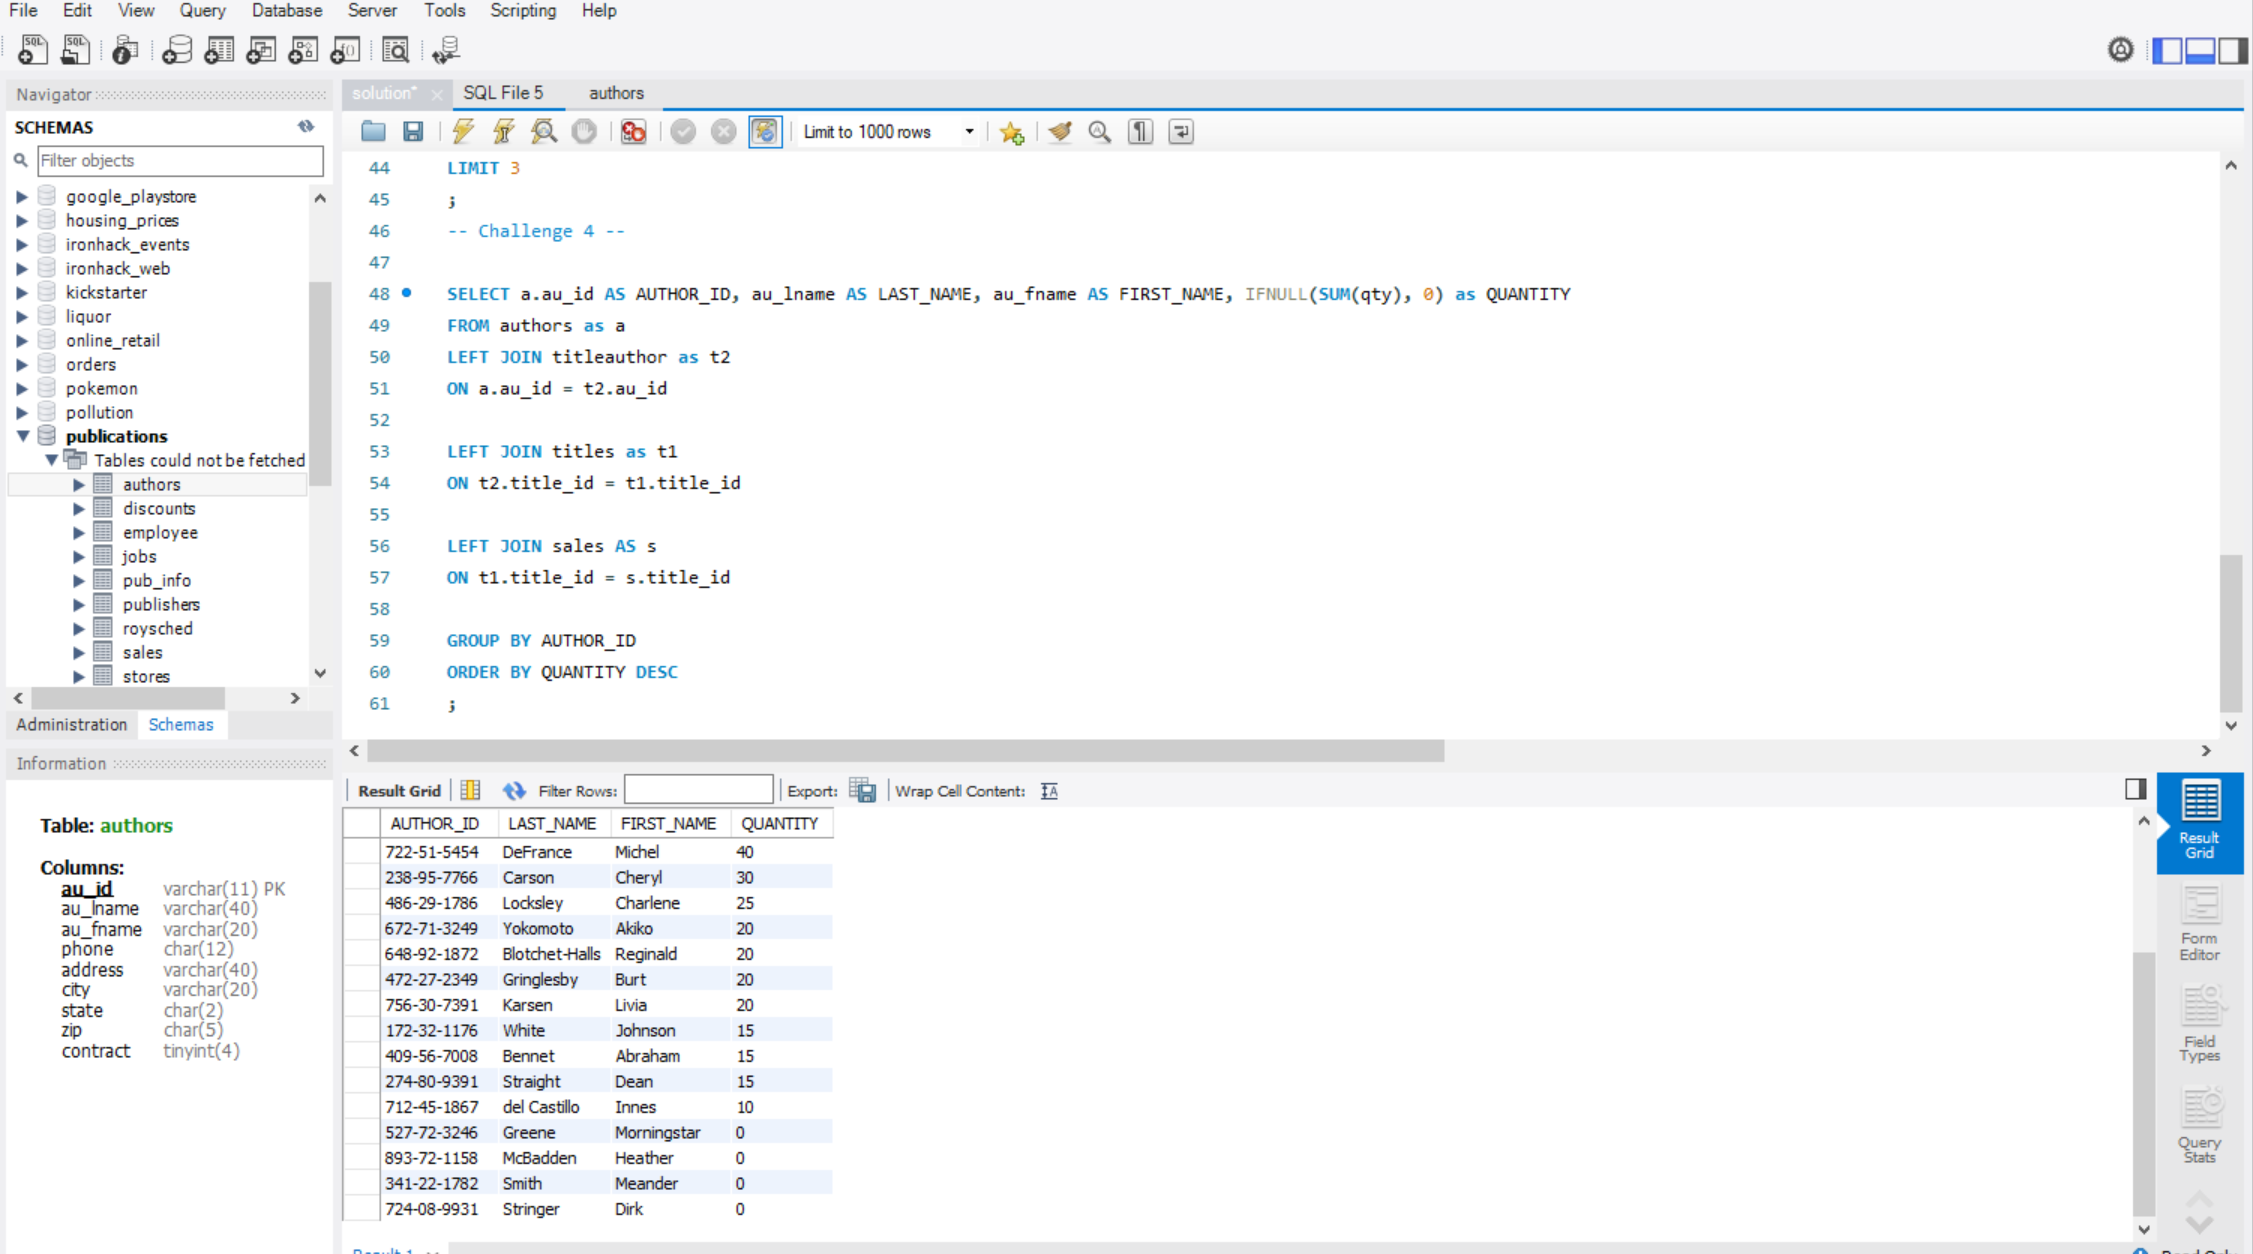 File Edit View Query Database Server Tools Scripting Help
SQL SQL f()
Navigator
SCHEMAS
Filter objects
google_playstore
housing_prices
ironhack_events
ironhack_web
kickstarter
liquor
online_retail
orders
pokemon
pollution
publications
Tables could not be fetched
authors
discounts
employee
jobs
pub_info
publishers
roysched
sales
stores
Administration Schemas
Information
Table: authors
Columns:
au_id varchar(11) PK
au_lname varchar(40)
au_fname varchar(20)
phone char(12)
address varchar(40)
city varchar(20)
state char(2)
zip char(5)
contract tinyint(4)
solution* SQL File 5 authors
Limit to 1000 rows
44 LIMIT 3
45 ;
46 -- Challenge 4 --
47
48 SELECT a.au_id AS AUTHOR_ID, au_lname AS LAST_NAME, au_fname AS FIRST_NAME, IFNULL(SUM(qty), 0) as QUANTITY
49 FROM authors as a
50 LEFT JOIN titleauthor as t2
51 ON a.au_id = t2.au_id
52
53 LEFT JOIN titles as t1
54 ON t2.title_id = t1.title_id
55
56 LEFT JOIN sales AS s
57 ON t1.title_id = s.title_id
58
59 GROUP BY AUTHOR_ID
60 ORDER BY QUANTITY DESC
61 ;
Result Grid Filter Rows: Export: Wrap Cell Content: IA
AUTHOR_ID LAST_NAME FIRST_NAME QUANTITY
722-51-5454 DeFrance Michel 40
238-95-7766 Carson Cheryl 30
486-29-1786 Locksley Charlene 25
672-71-3249 Yokomoto Akiko 20
648-92-1872 Blotchet-Halls Reginald 20
472-27-2349 Gringlesby Burt 20
756-30-7391 Karsen Livia 20
172-32-1176 White Johnson 15
409-56-7008 Bennet Abraham 15
274-80-9391 Straight Dean 15
712-45-1867 del Castillo Innes 10
527-72-3246 Greene Morningstar 0
893-72-1158 McBadden Heather 0
341-22-1782 Smith Meander 0
724-08-9931 Stringer Dirk 0
Result
Grid
Form
Editor
Field
Types
Query
Stats